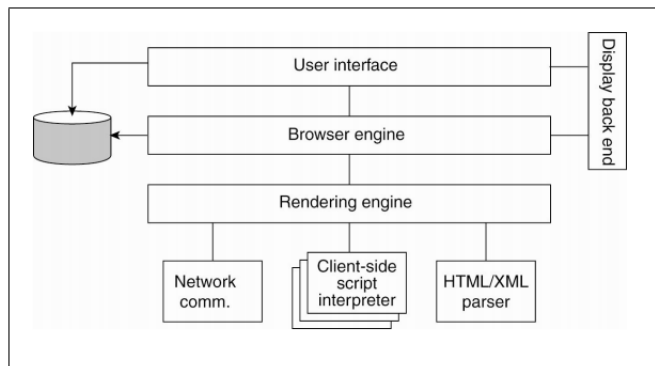 User interface
Display back end
Browser engine
Rendering engine
Network
comm.
Client-side
script
interpreter
HTML/XML
parser